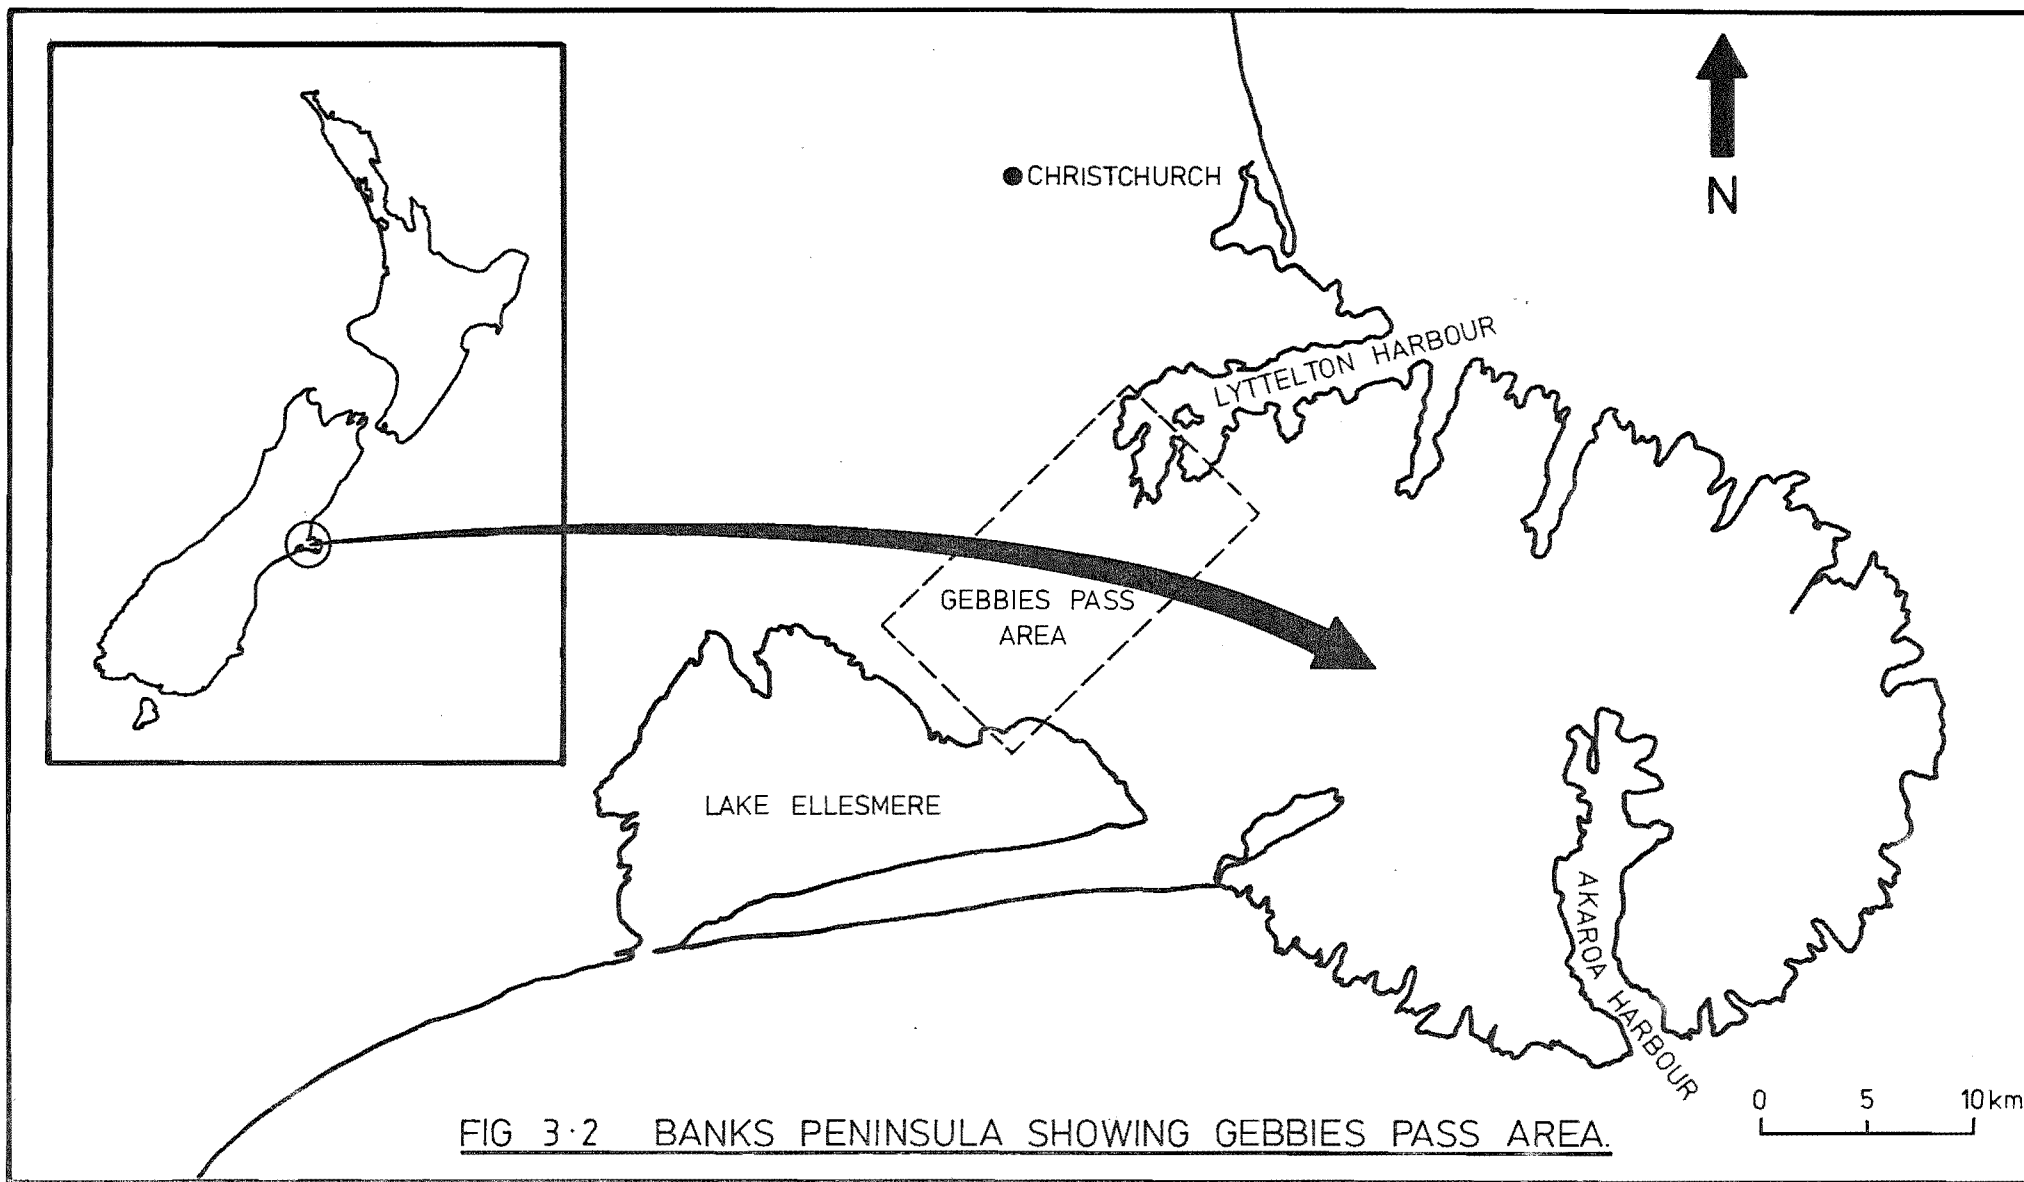 CHRISTCHURCH
N
LYTTELTON HARBOUR
GEBBIES PASS
AREA
LAKE ELLESMERE
AKAROA HARBOUR
0 5 10 km
FIG 3·2 BANKS PENINSULA SHOWING GEBBIES PASS AREA.